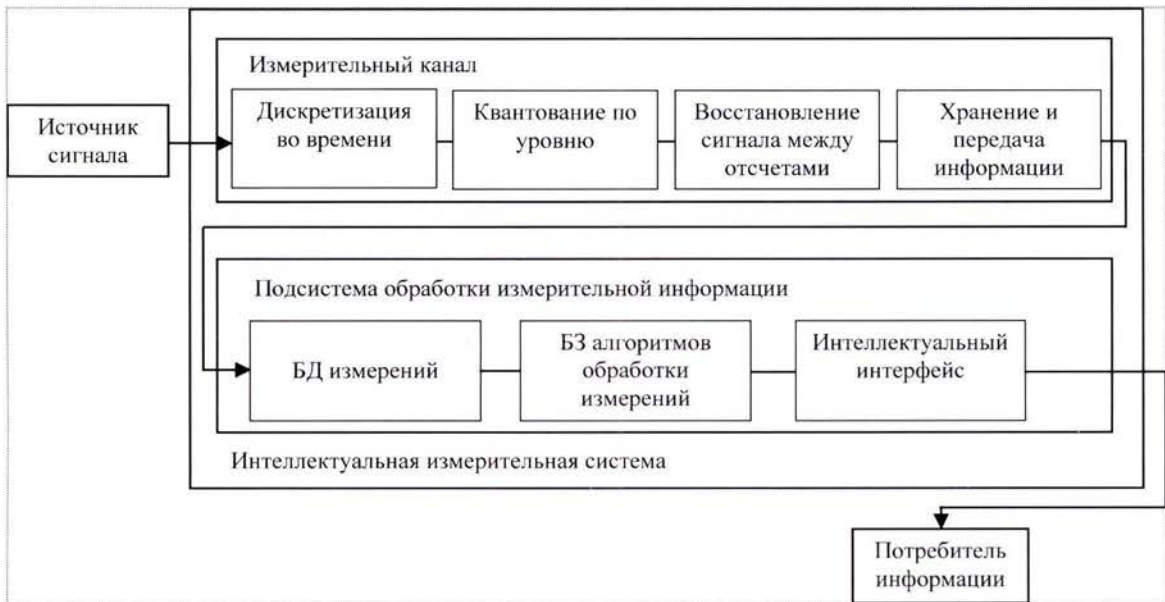 Измерительный канал
Источник
сигнала
Дискретизация
во времени
Квантование по
уровню
Восстановление
сигнала между
отсчетами
Хранение и
передача
информации
Подсистема обработки измерительной информации
БД измерений
БЗ алгоритмов
обработки
измерений
Интеллектуальный
интерфейс
Интеллектуальная измерительная система
Потребитель
информации